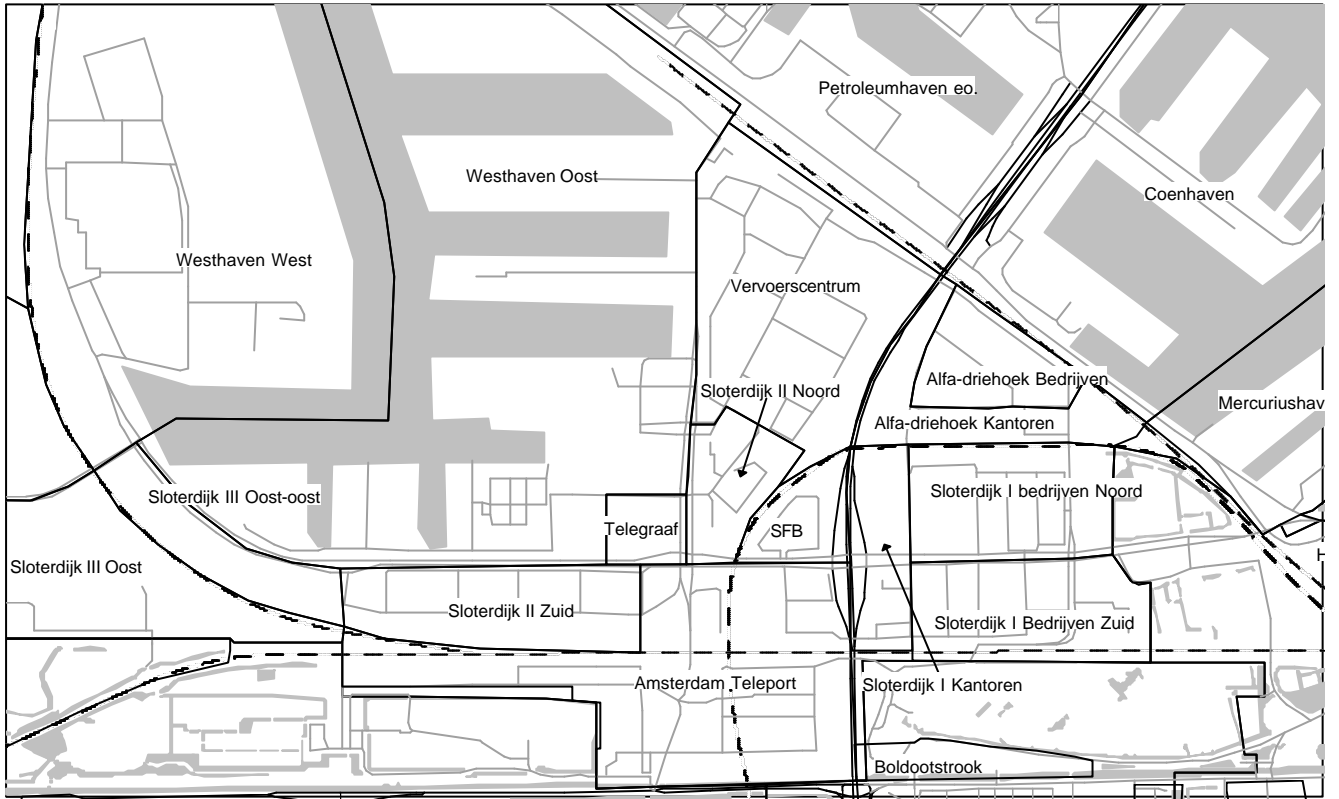 Petroleumhaven eo.
Westhaven Oost
Coenhaven
Westhaven West
Vervoerscentrum
Alfa-driehoek Bedrijven
Sloterdijk II Noord
Mercuriushav
Alfa-driehoek Kantoren
Sloterdijk I bedrijven Noord
Sloterdijk III Oost-oost
Telegraaf
SFB
H
Sloterdijk III Oost
Sloterdijk II Zuid
Sloterdijk I Bedrijven Zuid
Amsterdam Teleport
Sloterdijk I Kantoren
Boldootstrook